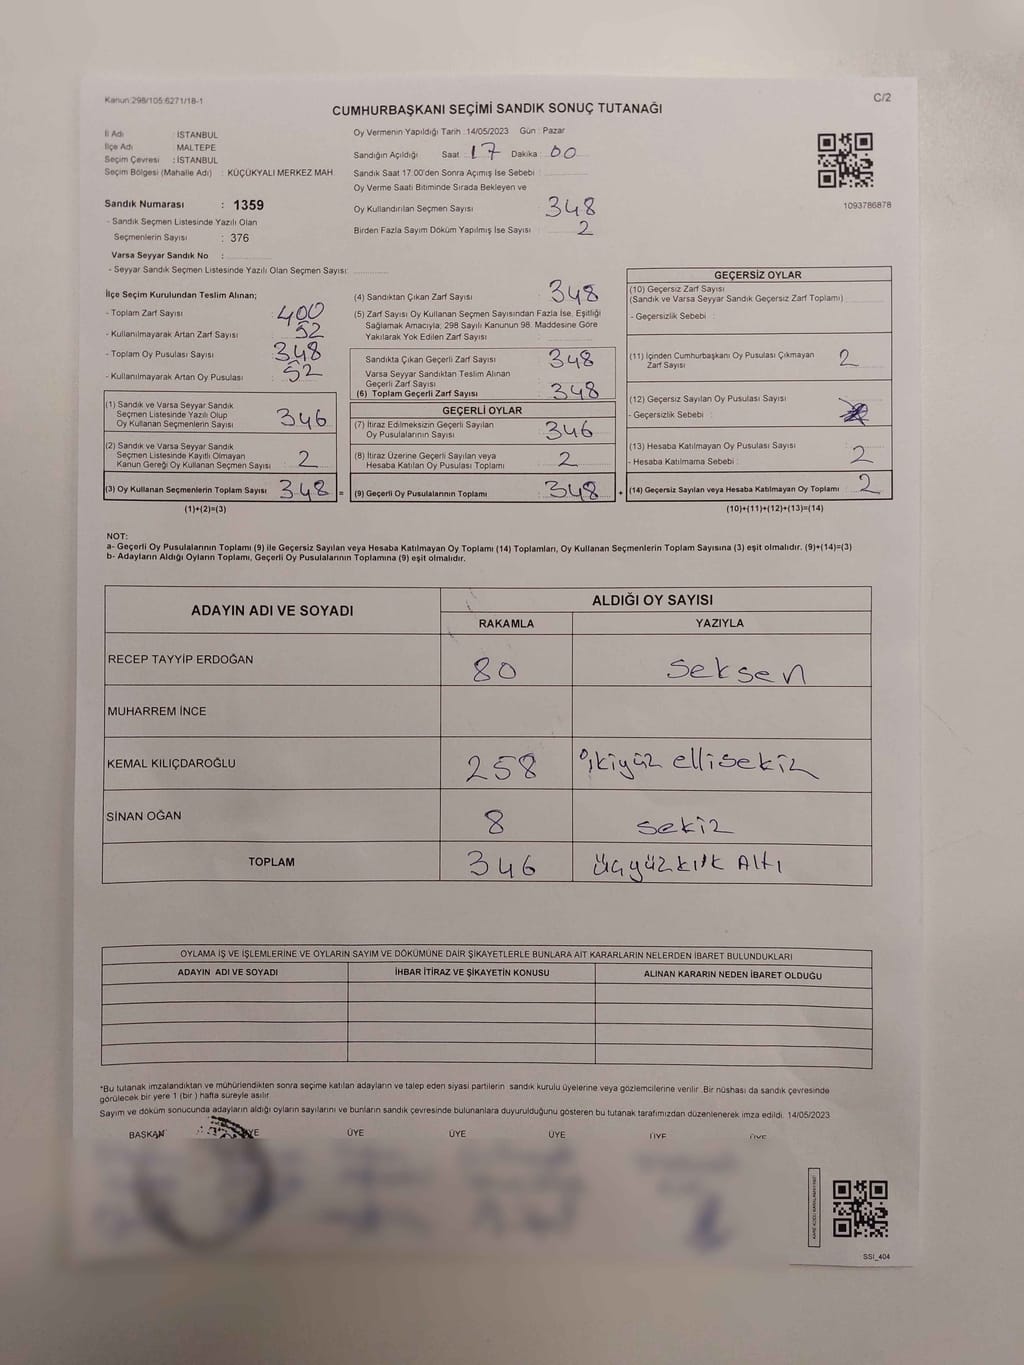 Kanun:298/105:6271/18-1
C/2
CUMHURBAŞKANI SEÇİMİ SANDIK SONUÇ TUTANAĞI
İl Adı : İSTANBUL
İlçe Adı : MALTEPE
Seçim Çevresi : İSTANBUL
Seçim Bölgesi (Mahalle Adı) : KÜÇÜKYALI MERKEZ MAH.
Sandık Numarası : 1359
- Sandık Seçmen Listesinde Yazılı Olan
Seçmenlerin Sayısı : 376
Varsa Seyyar Sandık No :
- Seyyar Sandık Seçmen Listesinde Yazılı Olan Seçmen Sayısı:
Oy Vermenin Yapıldığı Tarih :14/05/2023 Gün : Pazar
Sandığın Açıldığı Saat : 17 Dakika : 00
Sandık Saat 17.00'den Sonra Açımış İse Sebebi :
Oy Verme Saati Bitiminde Sırada Bekleyen ve
Oy Kullandırılan Seçmen Sayısı : 348
Birden Fazla Sayım Döküm Yapılmış İse Sayısı : 2
1093786878
İlçe Seçim Kurulundan Teslim Alınan;
- Toplam Zarf Sayısı : 400
- Kullanılmayarak Artan Zarf Sayısı : 52
- Toplam Oy Pusulası Sayısı : 348
- Kullanılmayarak Artan Oy Pusulası : 52
(1) Sandık ve Varsa Seyyar Sandık
Seçmen Listesinde Yazılı Olup
Oy Kullanan Seçmenlerin Sayısı : 346
(2) Sandık ve Varsa Seyyar Sandık
Seçmen Listesinde Kayıtlı Olmayan
Kanun Gereği Oy Kullanan Seçmen Sayısı : 2
(3) Oy Kullanan Seçmenlerin Toplam Sayısı : 348 =
(1)+(2)=(3)
(4) Sandıktan Çıkan Zarf Sayısı : 348
(5) Zarf Sayısı Oy Kullanan Seçmen Sayısından Fazla İse, Eşitliği
Sağlamak Amacıyla; 298 Sayılı Kanunun 98. Maddesine Göre
Yakılarak Yok Edilen Zarf Sayısı :
Sandıkta Çıkan Geçerli Zarf Sayısı : 348
Varsa Seyyar Sandıktan Teslim Alınan
Geçerli Zarf Sayısı :
(6) Toplam Geçerli Zarf Sayısı : 348
GEÇERLİ OYLAR
(7) İtiraz Edilmeksizin Geçerli Sayılan
Oy Pusulalarının Sayısı : 346
(8) İtiraz Üzerine Geçerli Sayılan veya
Hesaba Katılan Oy Pusulası Toplamı : 2
(9) Geçerli Oy Pusulalarının Toplamı : 348 +
GEÇERSİZ OYLAR
(10) Geçersiz Zarf Sayısı
(Sandık ve Varsa Seyyar Sandık Geçersiz Zarf Toplamı)
- Geçersizlik Sebebi :
(11) İçinden Cumhurbaşkanı Oy Pusulası Çıkmayan
Zarf Sayısı : 2
(12) Geçersiz Sayılan Oy Pusulası Sayısı :
- Geçersizlik Sebebi :
(13) Hesaba Katılmayan Oy Pusulası Sayısı : 2
- Hesaba Katılmama Sebebi :
(14) Geçersiz Sayılan veya Hesaba Katılmayan Oy Toplamı : 2
(10)+(11)+(12)+(13)=(14)
NOT:
a- Geçerli Oy Pusulalarının Toplamı (9) ile Geçersiz Sayılan veya Hesaba Katılmayan Oy Toplamı (14) Toplamları, Oy Kullanan Seçmenlerin Toplam Sayısına (3) eşit olmalıdır. (9)+(14)=(3)
b- Adayların Aldığı Oyların Toplamı, Geçerli Oy Pusulalarının Toplamına (9) eşit olmalıdır.
ADAYIN ADI VE SOYADI
ALDIĞI OY SAYISI
RAKAMLA YAZIYLA
RECEP TAYYİP ERDOĞAN 80 Seksen
MUHARREM İNCE
KEMAL KILIÇDAROĞLU 258 ikiyüz ellisekiz
SİNAN OĞAN 8 sekiz
TOPLAM 346 üçyüzkırk Altı
OYLAMA İŞ VE İŞLEMLERİNE VE OYLARIN SAYIM VE DÖKÜMÜNE DAİR ŞİKAYETLERLE BUNLARA AİT KARARLARIN NELERDEN İBARET BULUNDUKLARI
ADAYIN ADI VE SOYADI İHBAR İTİRAZ VE ŞİKAYETİN KONUSU ALINAN KARARIN NEDEN İBARET OLDUĞU
*Bu tutanak imzalandıktan ve mühürlendikten sonra seçime katılan adayların ve talep eden siyasi partilerin sandık kurulu üyelerine veya gözlemcilerine verilir. Bir nüshası da sandık çevresinde
görülecek bir yere 1 (bir ) hafta süreyle asılır.
Sayım ve döküm sonucunda adayların aldığı oyların sayılarını ve bunların sandık çevresinde bulunanlara duyurulduğunu gösteren bu tutanak tarafımızdan düzenlenerek imza edildi. 14/05/2023
BAŞKAN ÜYE ÜYE ÜYE ÜYE ÜYE
SSI_404